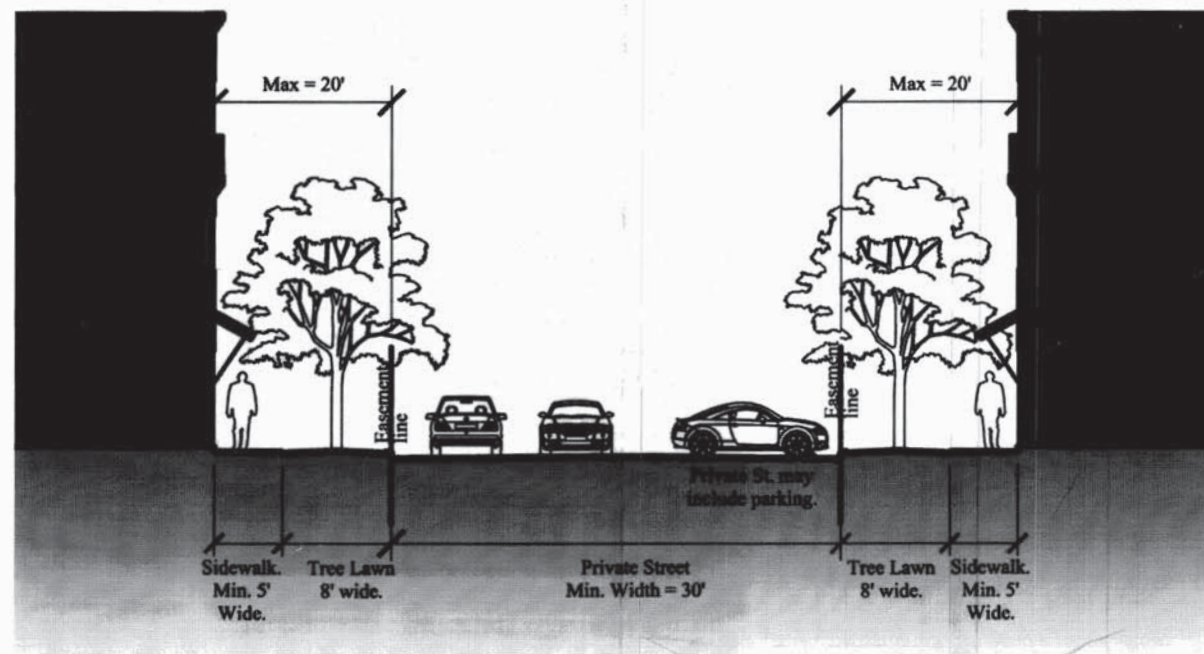 Max = 20'
Max = 20'
Easement
line
Easement
line
Private St. may
include parking.
Sidewalk.
Min. 5'
Wide.
Tree Lawn
8' wide.
Private Street
Min. Width = 30'
Tree Lawn
8' wide.
Sidewalk.
Min. 5'
Wide.